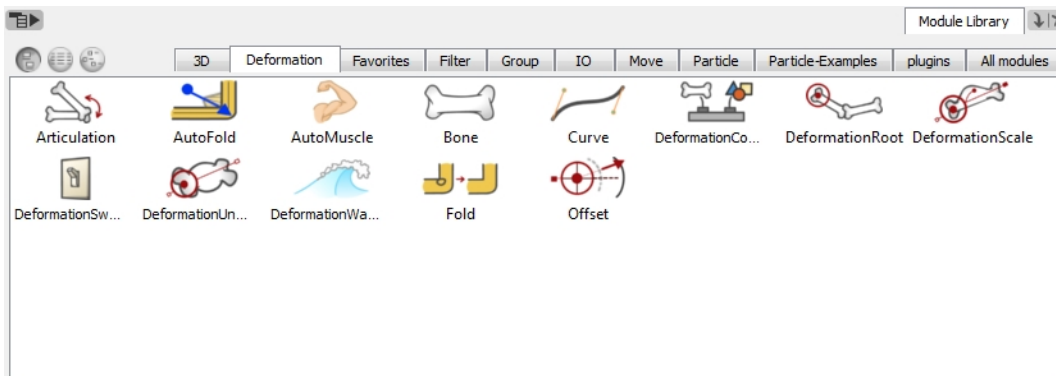 Module Library
3D Deformation Favorites Filter Group IO Move Particle Particle-Examples plugins All modules
Articulation AutoFold AutoMuscle Bone Curve DeformationCo... DeformationRoot DeformationScale
DeformationSw... DeformationUn... DeformationWa... Fold Offset